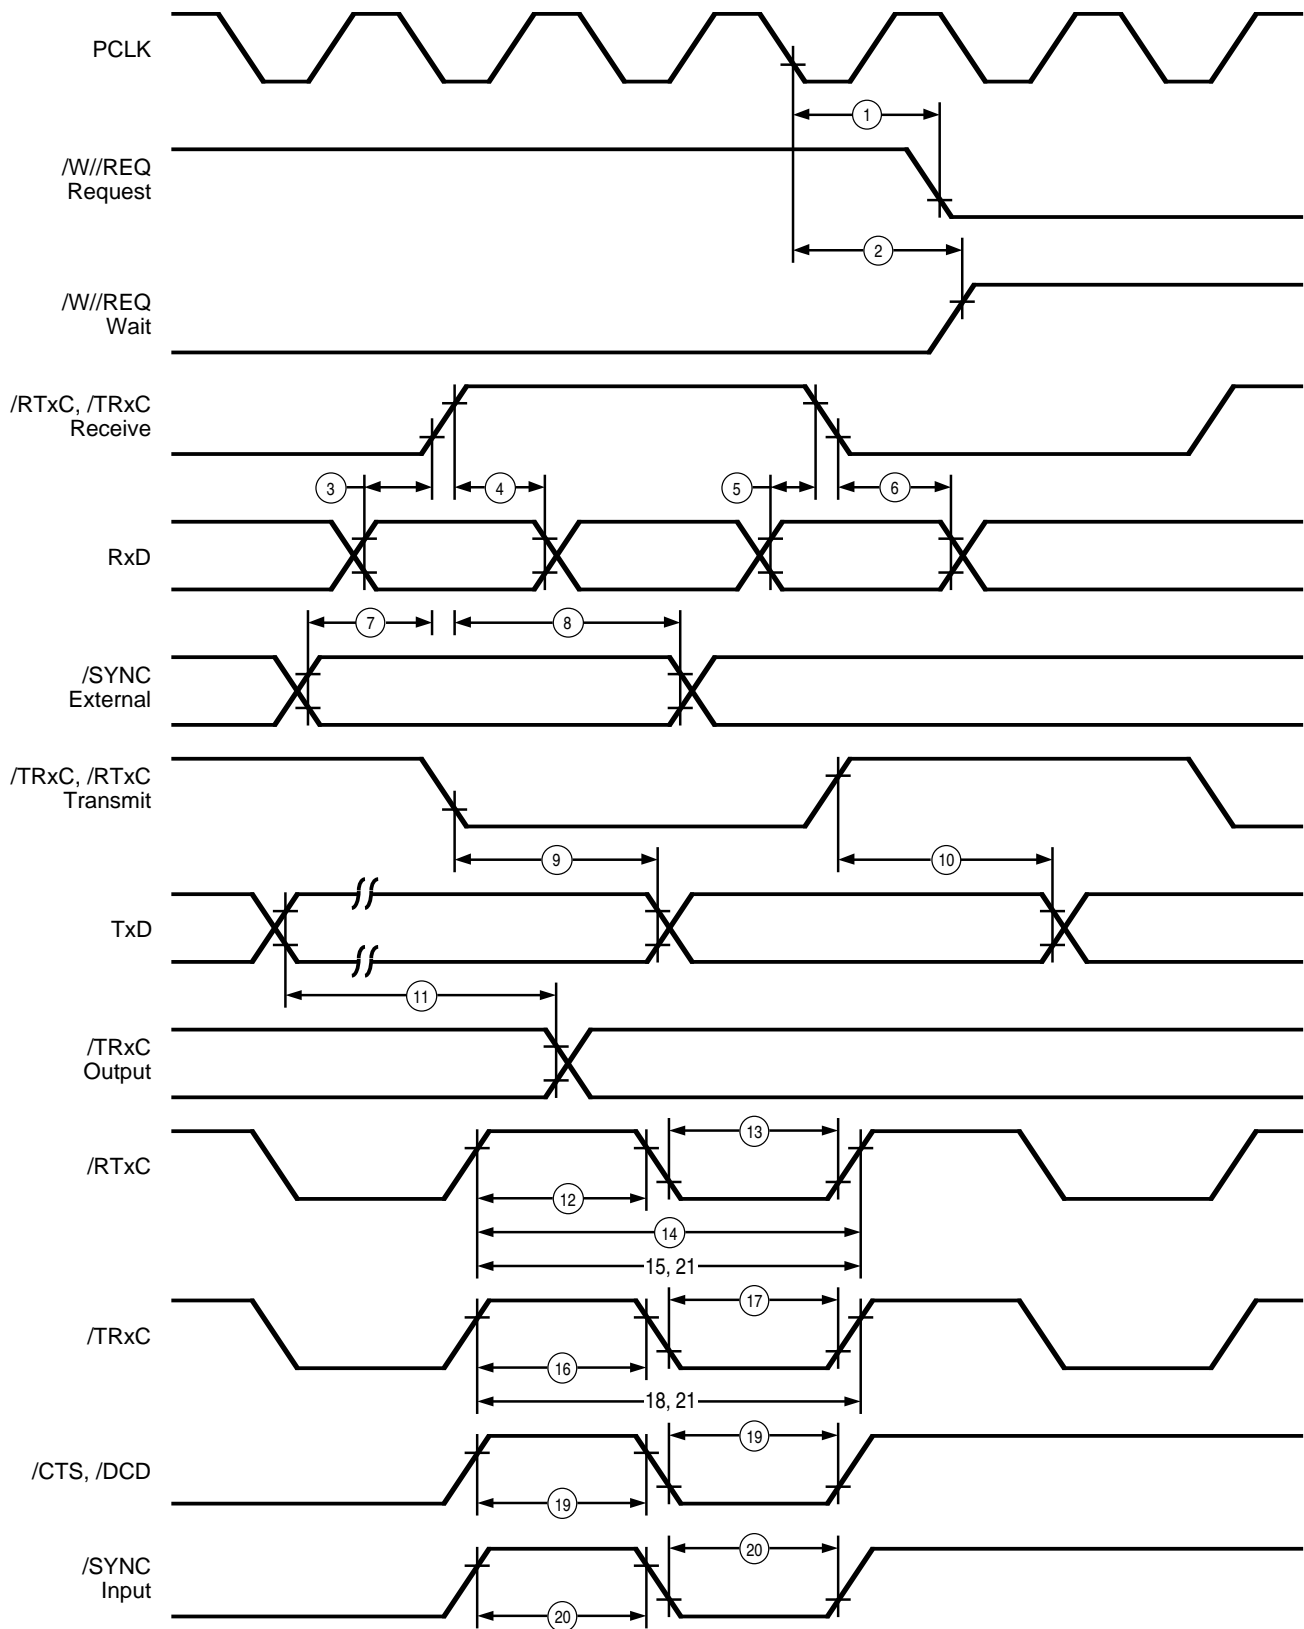 PCLK
1
/W//REQ
Request
2
/W//REQ
Wait
/RTxC, /TRxC
Receive
3
4
5
6
RxD
7
8
/SYNC
External
/TRxC, /RTxC
Transmit
9
10
TxD
11
/TRxC
Output
13
/RTxC
12
14
15, 21
17
/TRxC
16
18, 21
19
/CTS, /DCD
19
20
/SYNC
Input
20